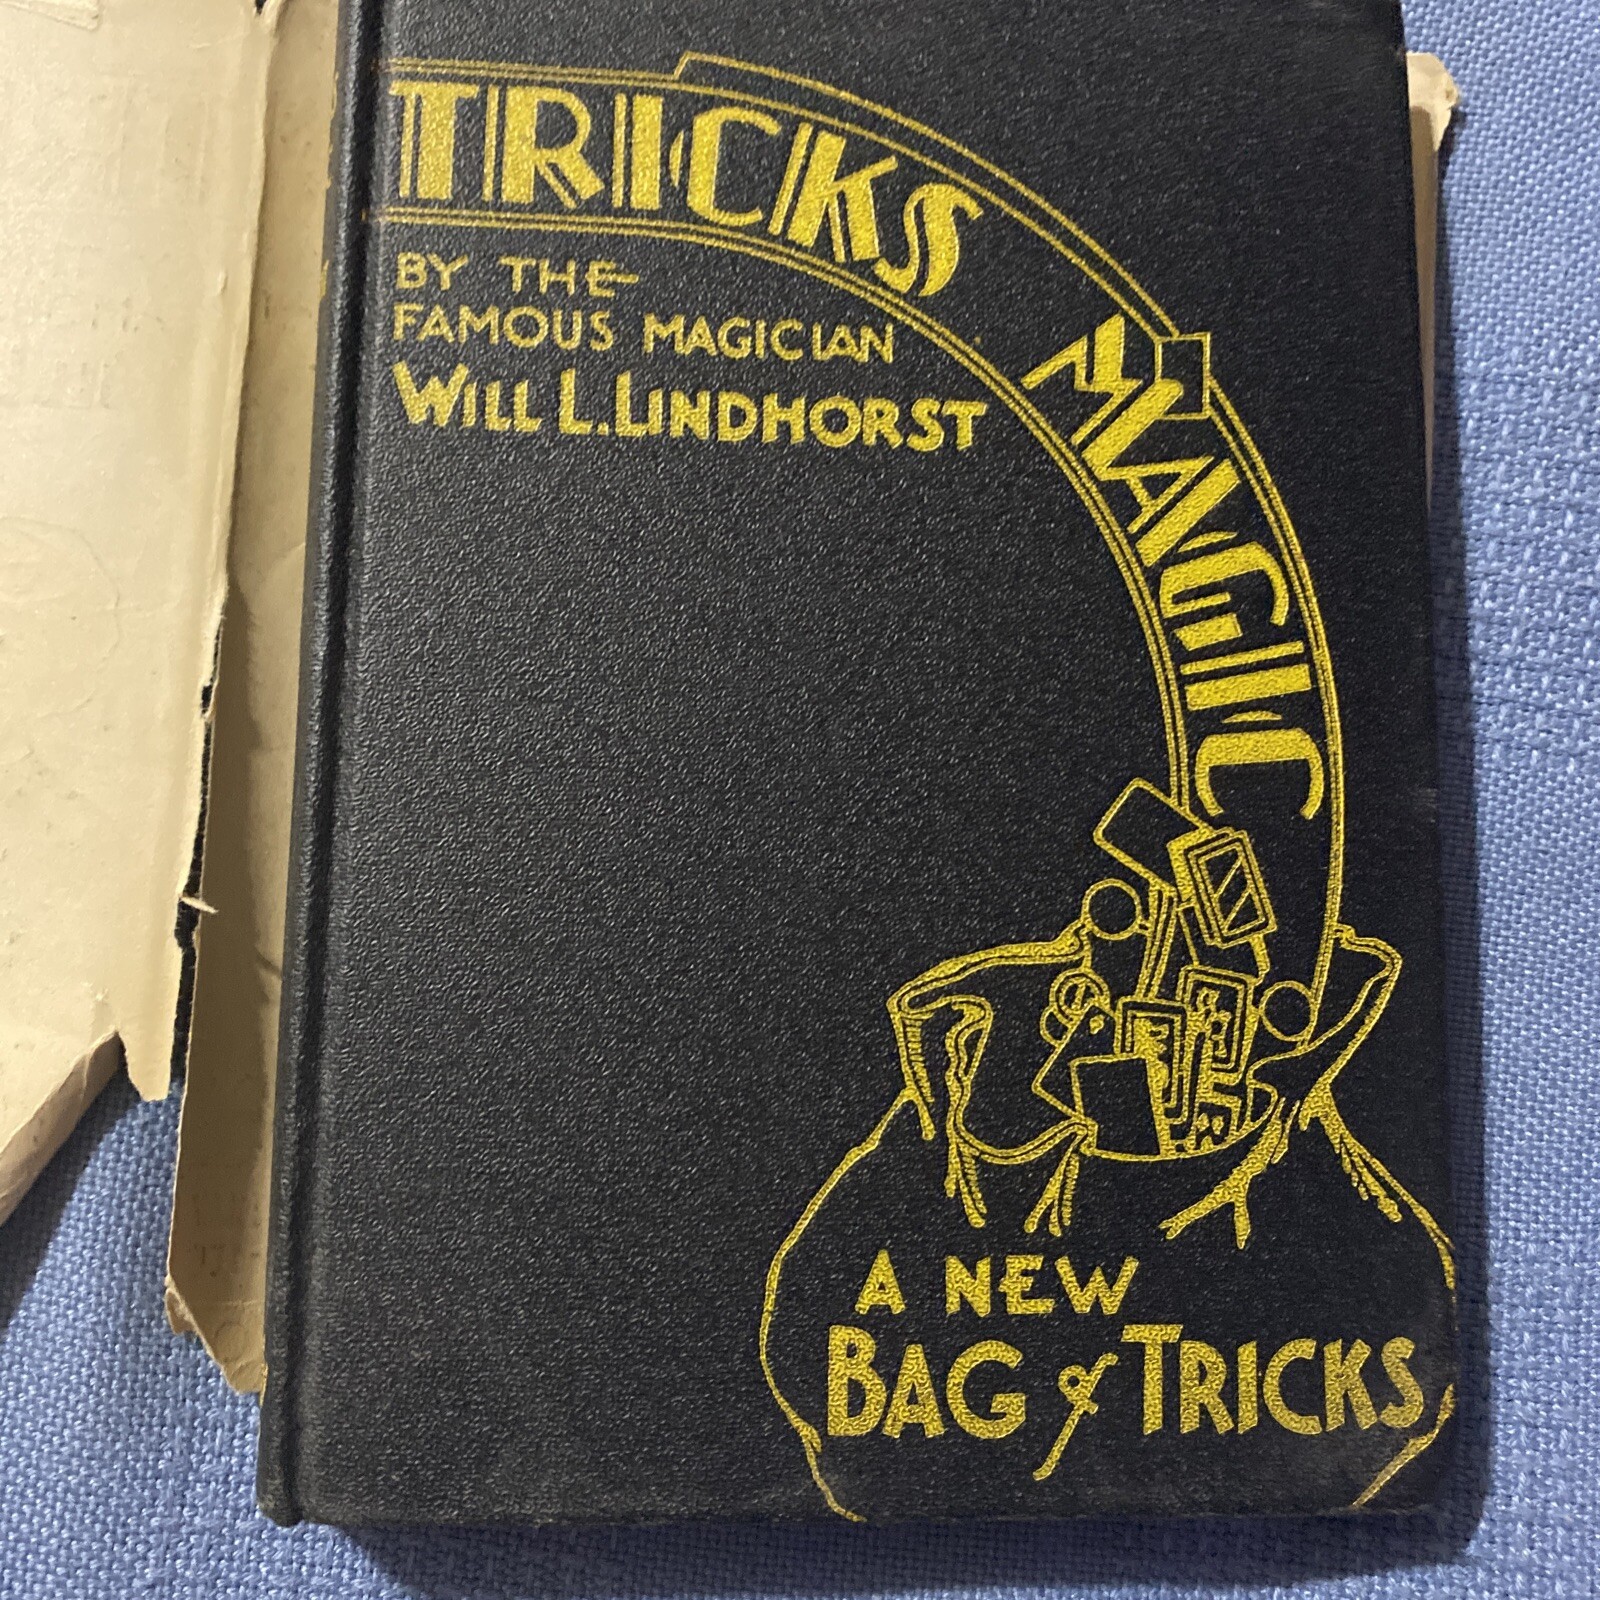 TRICKS MAGIC
BY THE
FAMOUS MAGICIAN
WILL L. LINDHORST
A NEW
BAG of TRICKS